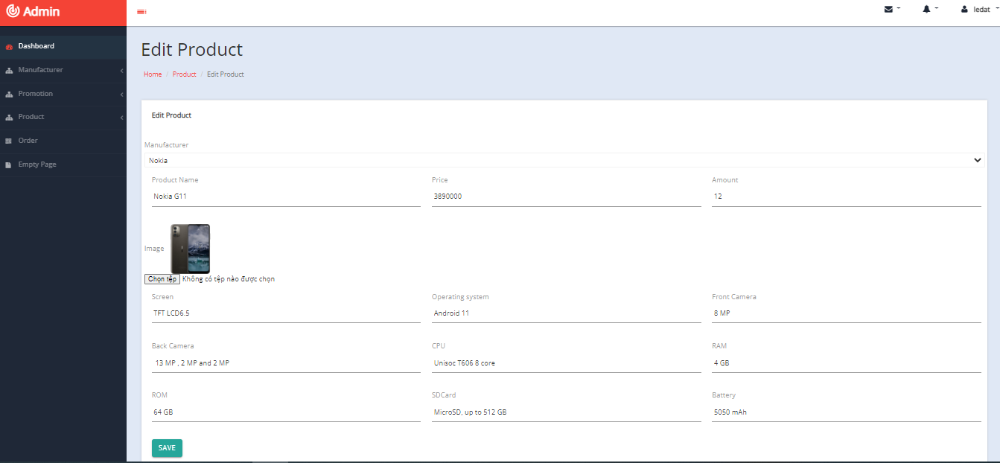 Admin
ledat
Dashboard
Manufacturer
Promotion
Product
Order
Empty Page
Edit Product
Home / Product / Edit Product
Edit Product
Manufacturer
Nokia
Product Name Price Amount
Nokia G11 3890000 12
Image
Chọn tệp Không có tệp nào được chọn
Screen Operating system Front Camera
TFT LCD6.5 Android 11 8 MP
Back Camera CPU RAM
13 MP , 2 MP and 2 MP Unisoc T606 8 core 4 GB
ROM SDCard Battery
64 GB MicroSD, up to 512 GB 5050 mAh
SAVE